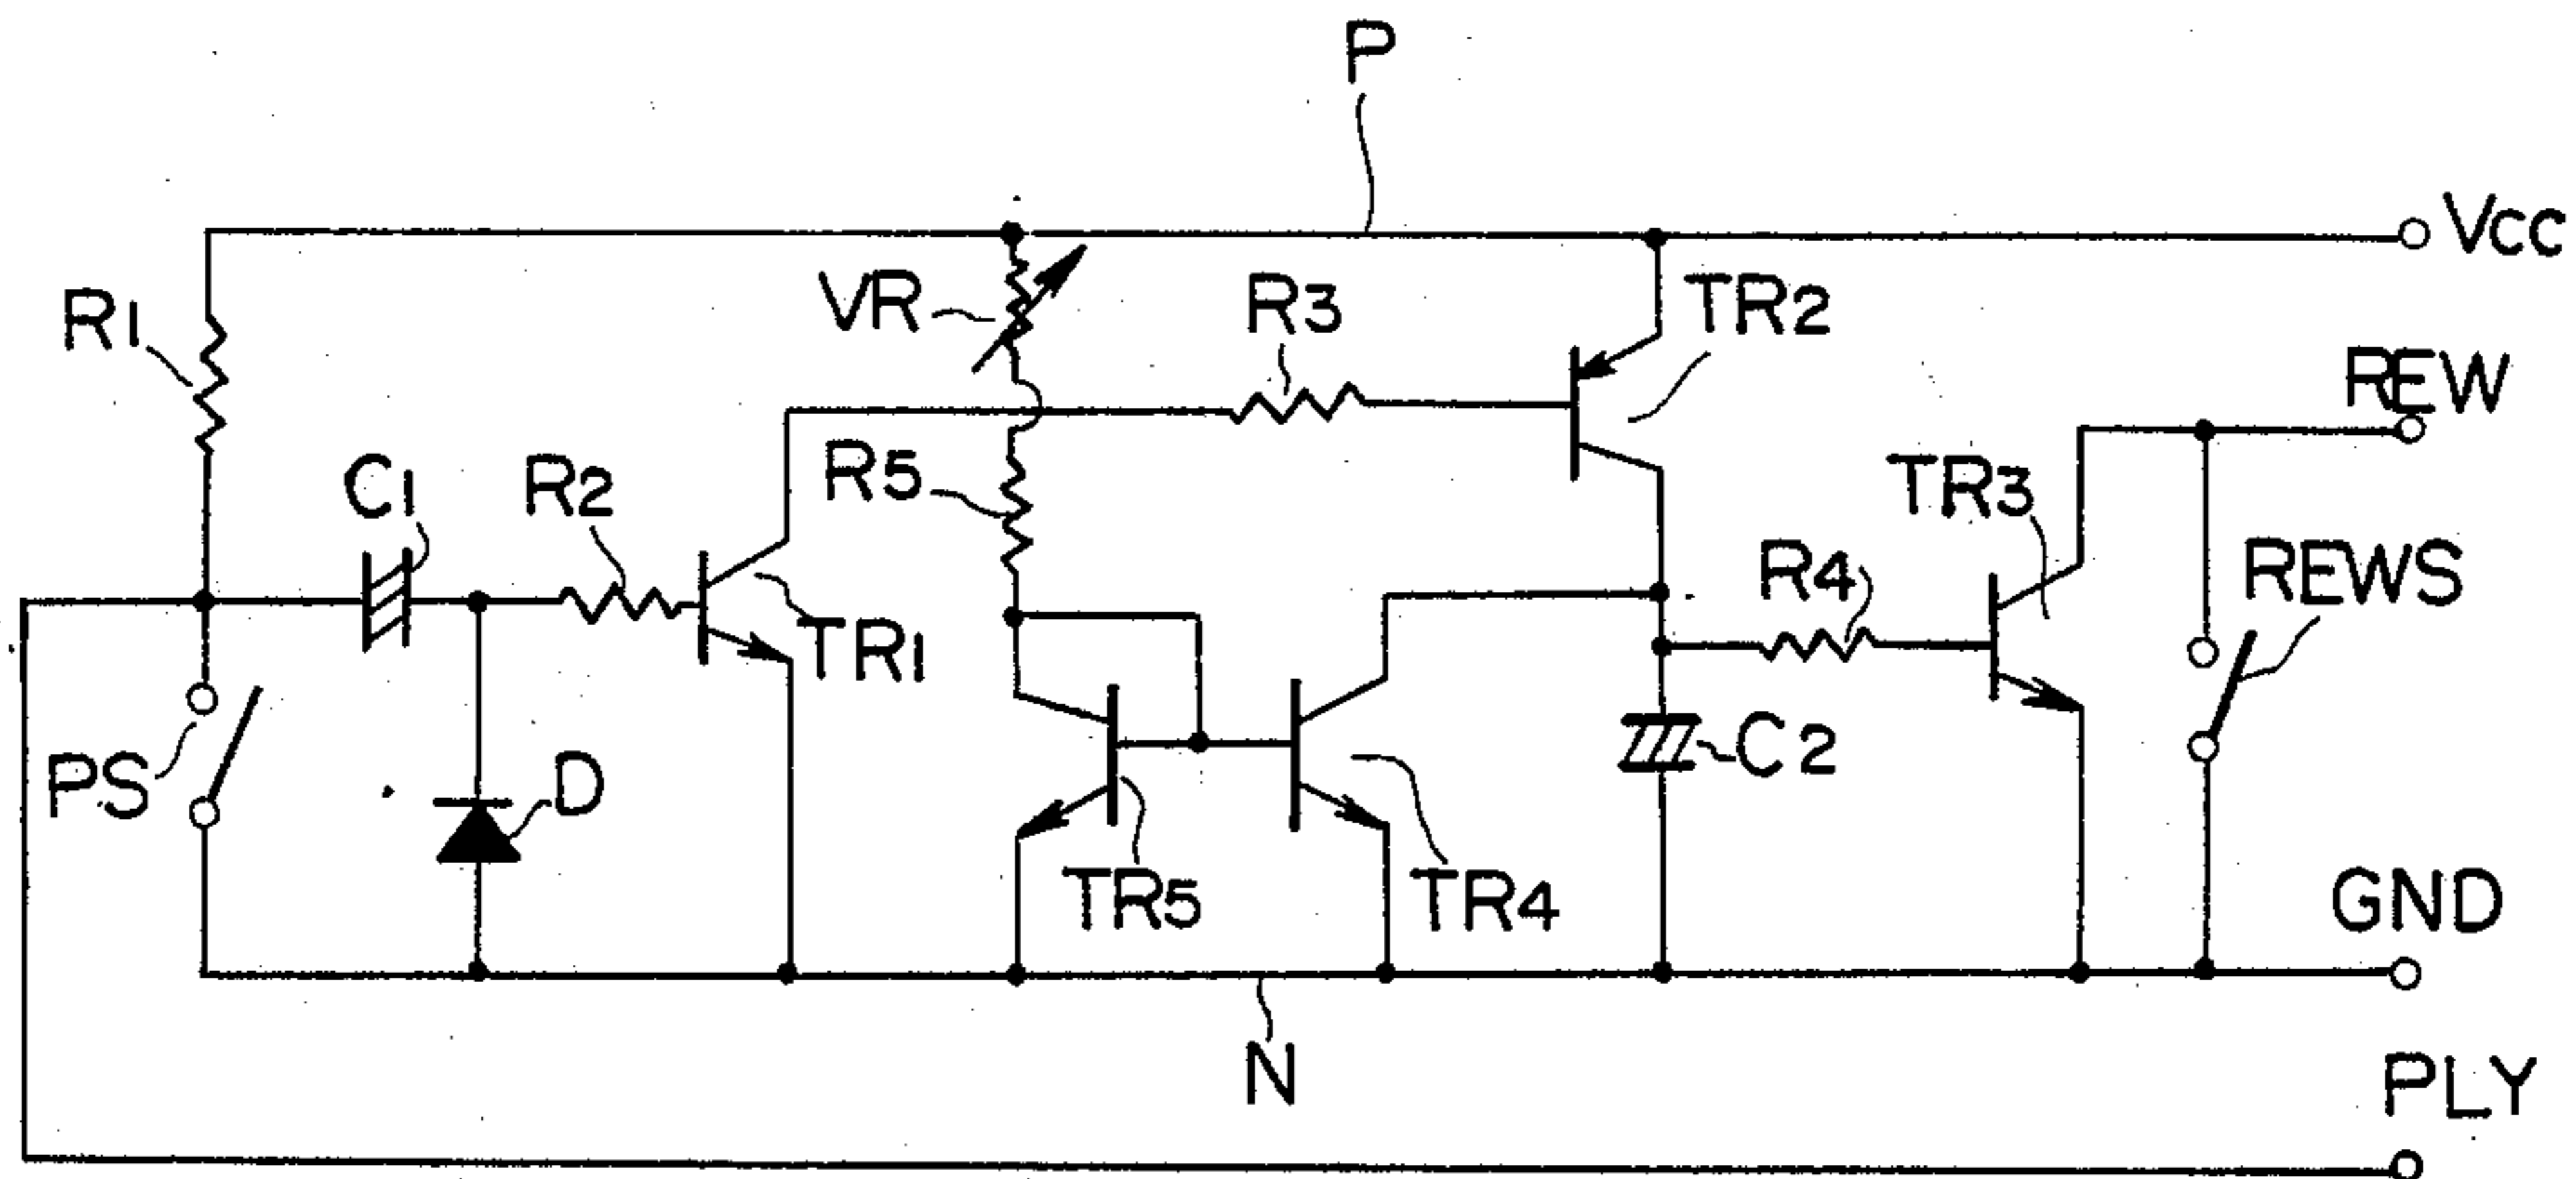 P
Vcc
VR
R3
TR2
R1
REW
R5
C1
R2
TR3
R4
REWS
TR1
PS
D
C2
TR5
TR4
GND
N
PLY